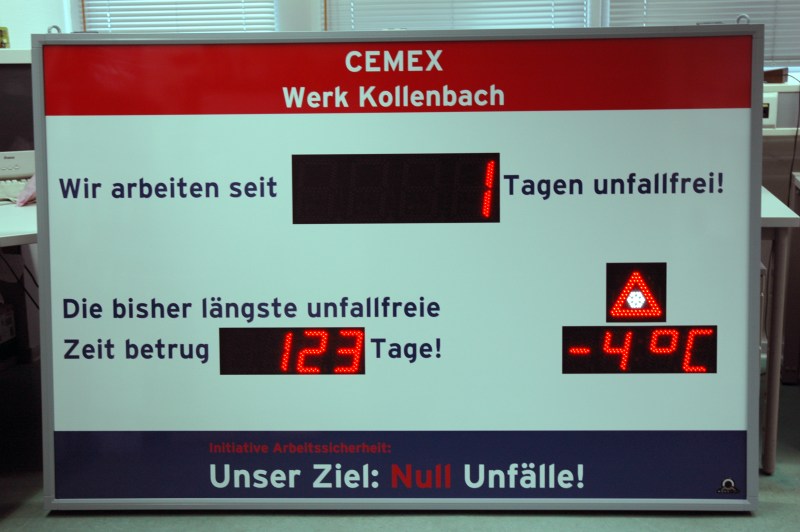 CEMEX
Werk Kollenbach
Wir arbeiten seit 1 Tagen unfallfrei!
Die bisher längste unfallfreie
Zeit betrug 123 Tage!
-4°C
Initiative Arbeitssicherheit:
Unser Ziel: Null Unfälle!